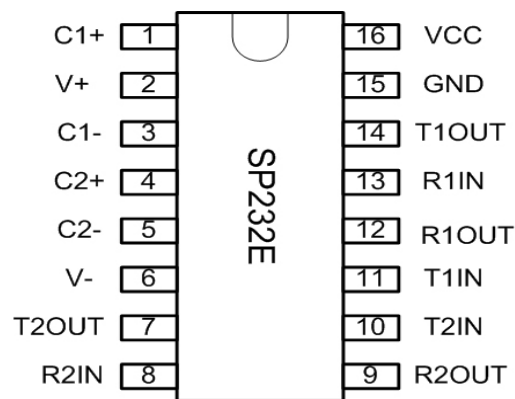 C1+ 1 16 VCC
V+ 2 15 GND
C1- 3 14 T1OUT
C2+ 4 13 R1IN
C2- 5 12 R1OUT
V- 6 11 T1IN
T2OUT 7 10 T2IN
R2IN 8 9 R2OUT
SP232E